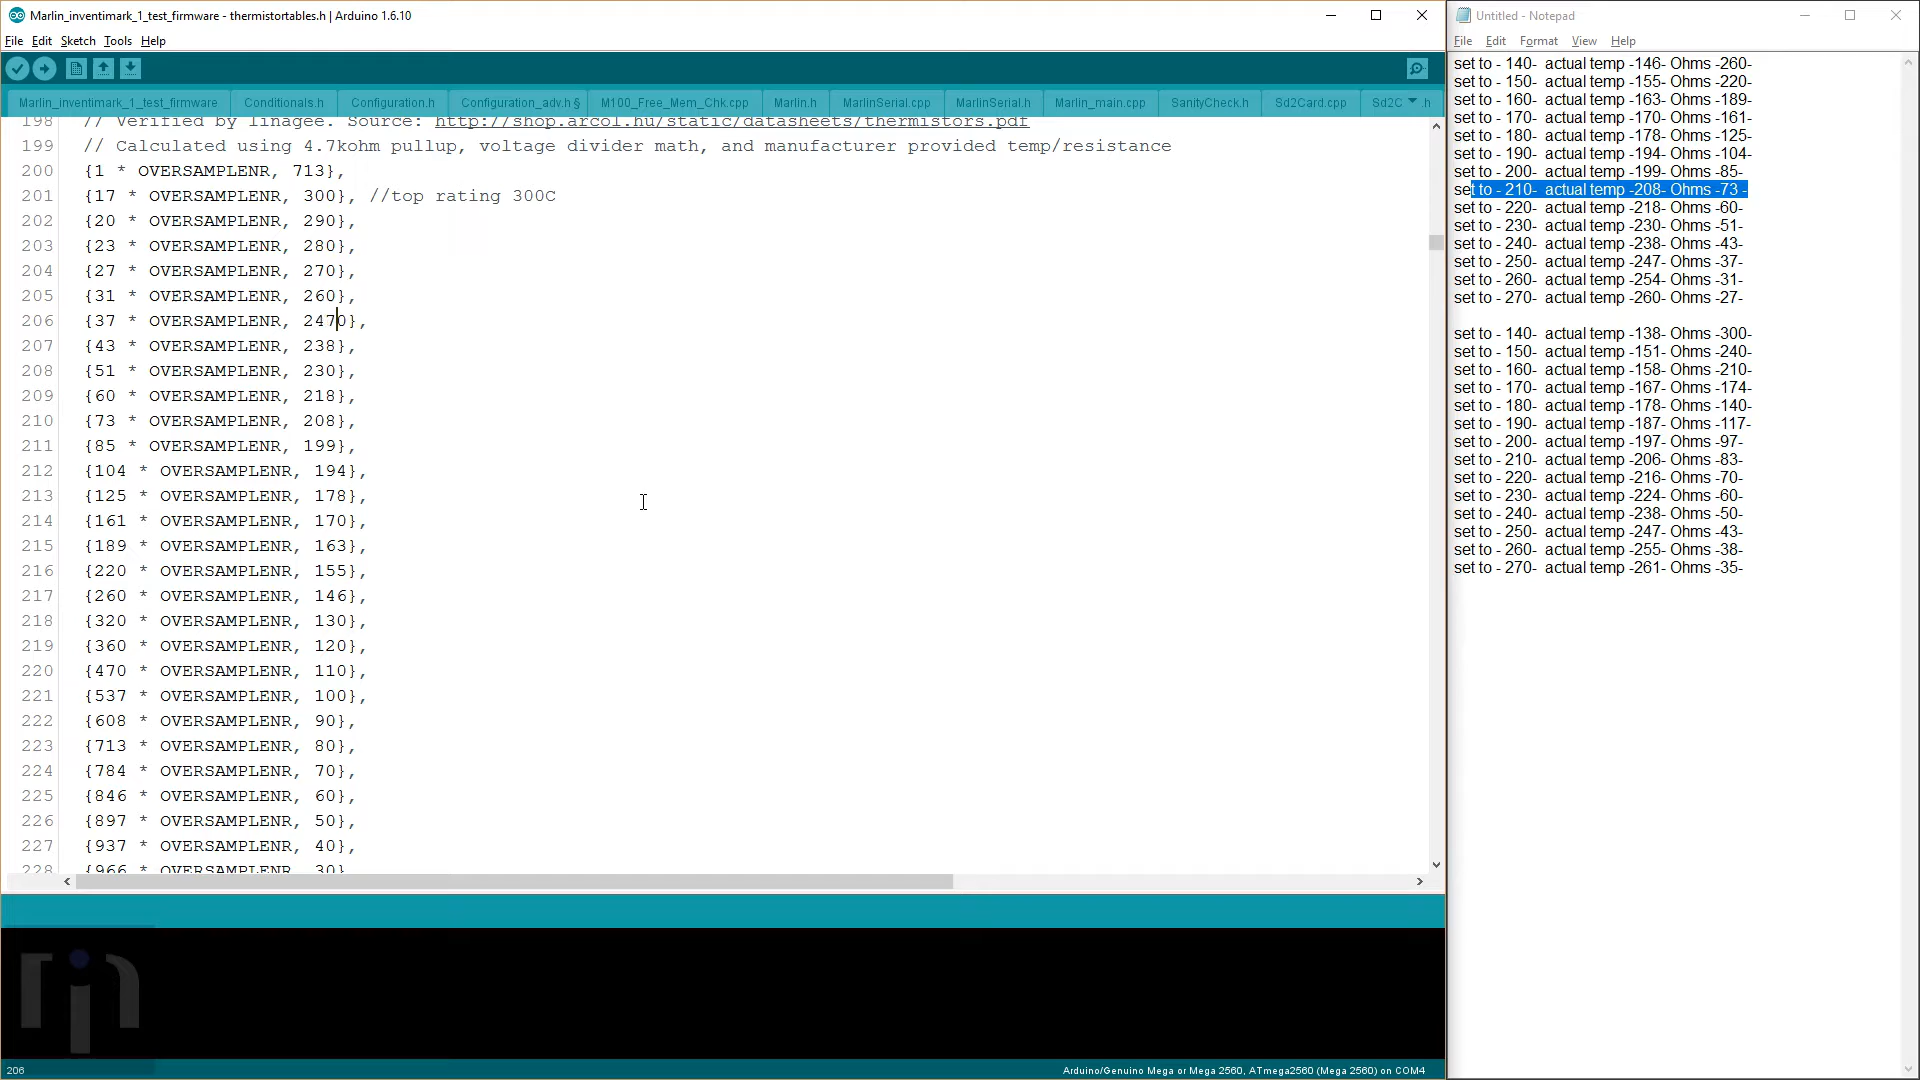 Marlin_inventimark_1_test_firmware - thermistortables.h | Arduino 1.6.10
File Edit Sketch Tools Help
Marlin_inventimark_1_test_firmware Conditionals.h Configuration.h Configuration_adv.h § M100_Free_Mem_Chk.cpp Marlin.h MarlinSerial.cpp MarlinSerial.h Marlin_main.cpp SanityCheck.h Sd2Card.cpp Sd2C .h
198 // Verified by linagee. Source: http://shop.arcol.hu/static/datasheets/thermistors.pdf
199 // Calculated using 4.7kohm pullup, voltage divider math, and manufacturer provided temp/resistance
200 {1 * OVERSAMPLENR, 713},
201 {17 * OVERSAMPLENR, 300}, //top rating 300C
202 {20 * OVERSAMPLENR, 290},
203 {23 * OVERSAMPLENR, 280},
204 {27 * OVERSAMPLENR, 270},
205 {31 * OVERSAMPLENR, 260},
206 {37 * OVERSAMPLENR, 2470},
207 {43 * OVERSAMPLENR, 238},
208 {51 * OVERSAMPLENR, 230},
209 {60 * OVERSAMPLENR, 218},
210 {73 * OVERSAMPLENR, 208},
211 {85 * OVERSAMPLENR, 199},
212 {104 * OVERSAMPLENR, 194},
213 {125 * OVERSAMPLENR, 178},
214 {161 * OVERSAMPLENR, 170},
215 {189 * OVERSAMPLENR, 163},
216 {220 * OVERSAMPLENR, 155},
217 {260 * OVERSAMPLENR, 146},
218 {320 * OVERSAMPLENR, 130},
219 {360 * OVERSAMPLENR, 120},
220 {470 * OVERSAMPLENR, 110},
221 {537 * OVERSAMPLENR, 100},
222 {608 * OVERSAMPLENR, 90},
223 {713 * OVERSAMPLENR, 80},
224 {784 * OVERSAMPLENR, 70},
225 {846 * OVERSAMPLENR, 60},
226 {897 * OVERSAMPLENR, 50},
227 {937 * OVERSAMPLENR, 40},
228 {966 * OVERSAMPLENR, 30}
206
Arduino/Genuino Mega or Mega 2560, ATmega2560 (Mega 2560) on COM4
Untitled - Notepad
File Edit Format View Help
set to - 140- actual temp -146- Ohms -260-
set to - 150- actual temp -155- Ohms -220-
set to - 160- actual temp -163- Ohms -189-
set to - 170- actual temp -170- Ohms -161-
set to - 180- actual temp -178- Ohms -125-
set to - 190- actual temp -194- Ohms -104-
set to - 200- actual temp -199- Ohms -85-
set to - 210- actual temp -208- Ohms -73 -
set to - 220- actual temp -218- Ohms -60-
set to - 230- actual temp -230- Ohms -51-
set to - 240- actual temp -238- Ohms -43-
set to - 250- actual temp -247- Ohms -37-
set to - 260- actual temp -254- Ohms -31-
set to - 270- actual temp -260- Ohms -27-
set to - 140- actual temp -138- Ohms -300-
set to - 150- actual temp -151- Ohms -240-
set to - 160- actual temp -158- Ohms -210-
set to - 170- actual temp -167- Ohms -174-
set to - 180- actual temp -178- Ohms -140-
set to - 190- actual temp -187- Ohms -117-
set to - 200- actual temp -197- Ohms -97-
set to - 210- actual temp -206- Ohms -83-
set to - 220- actual temp -216- Ohms -70-
set to - 230- actual temp -224- Ohms -60-
set to - 240- actual temp -238- Ohms -50-
set to - 250- actual temp -247- Ohms -43-
set to - 260- actual temp -255- Ohms -38-
set to - 270- actual temp -261- Ohms -35-